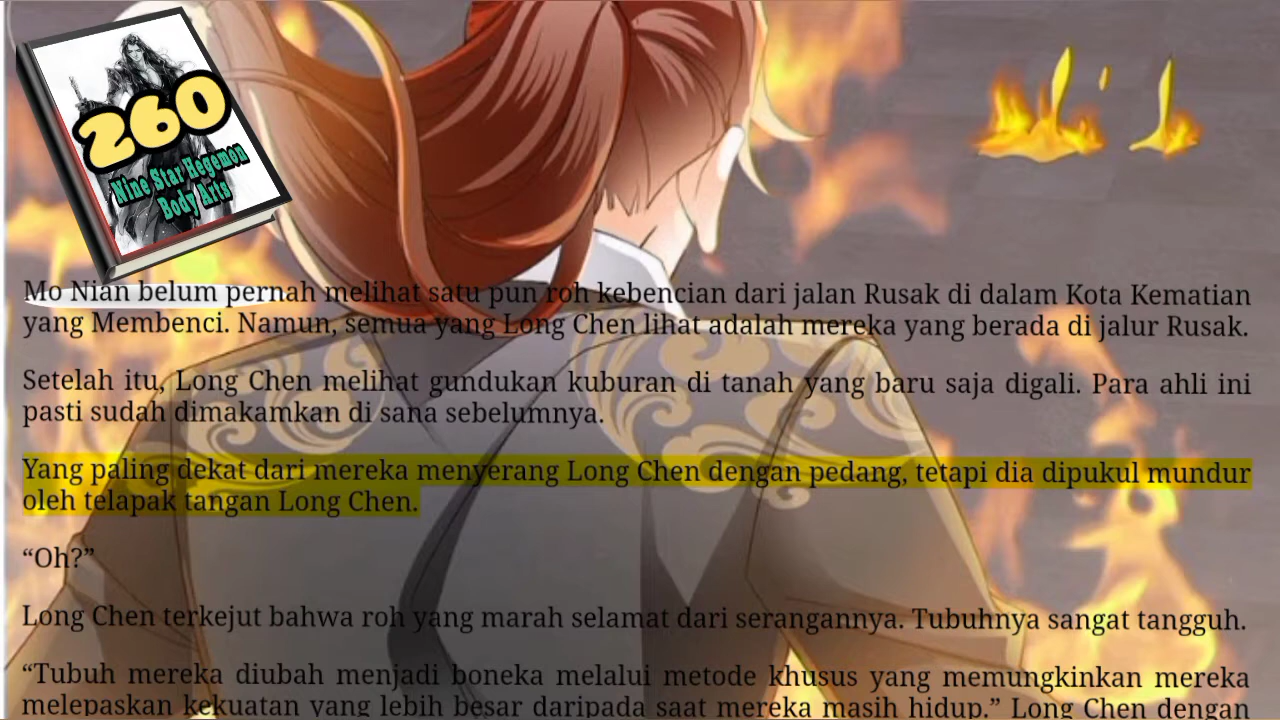 260
Nine Star Hegemon
Body Arts
Mo Nian belum pernah melihat satu pun roh kebencian dari jalan Rusak di dalam Kota Kematian
yang Membenci. Namun, semua yang Long Chen lihat adalah mereka yang berada di jalur Rusak.
Setelah itu, Long Chen melihat gundukan kuburan di tanah yang baru saja digali. Para ahli ini
pasti sudah dimakamkan di sana sebelumnya.
Yang paling dekat dari mereka menyerang Long Chen dengan pedang, tetapi dia dipukul mundur
oleh telapak tangan Long Chen.
“Oh?”
Long Chen terkejut bahwa roh yang marah selamat dari serangannya. Tubuhnya sangat tangguh.
“Tubuh mereka diubah menjadi boneka melalui metode khusus yang memungkinkan mereka
melepaskan kekuatan yang lebih besar daripada saat mereka masih hidup.” Long Chen dengan